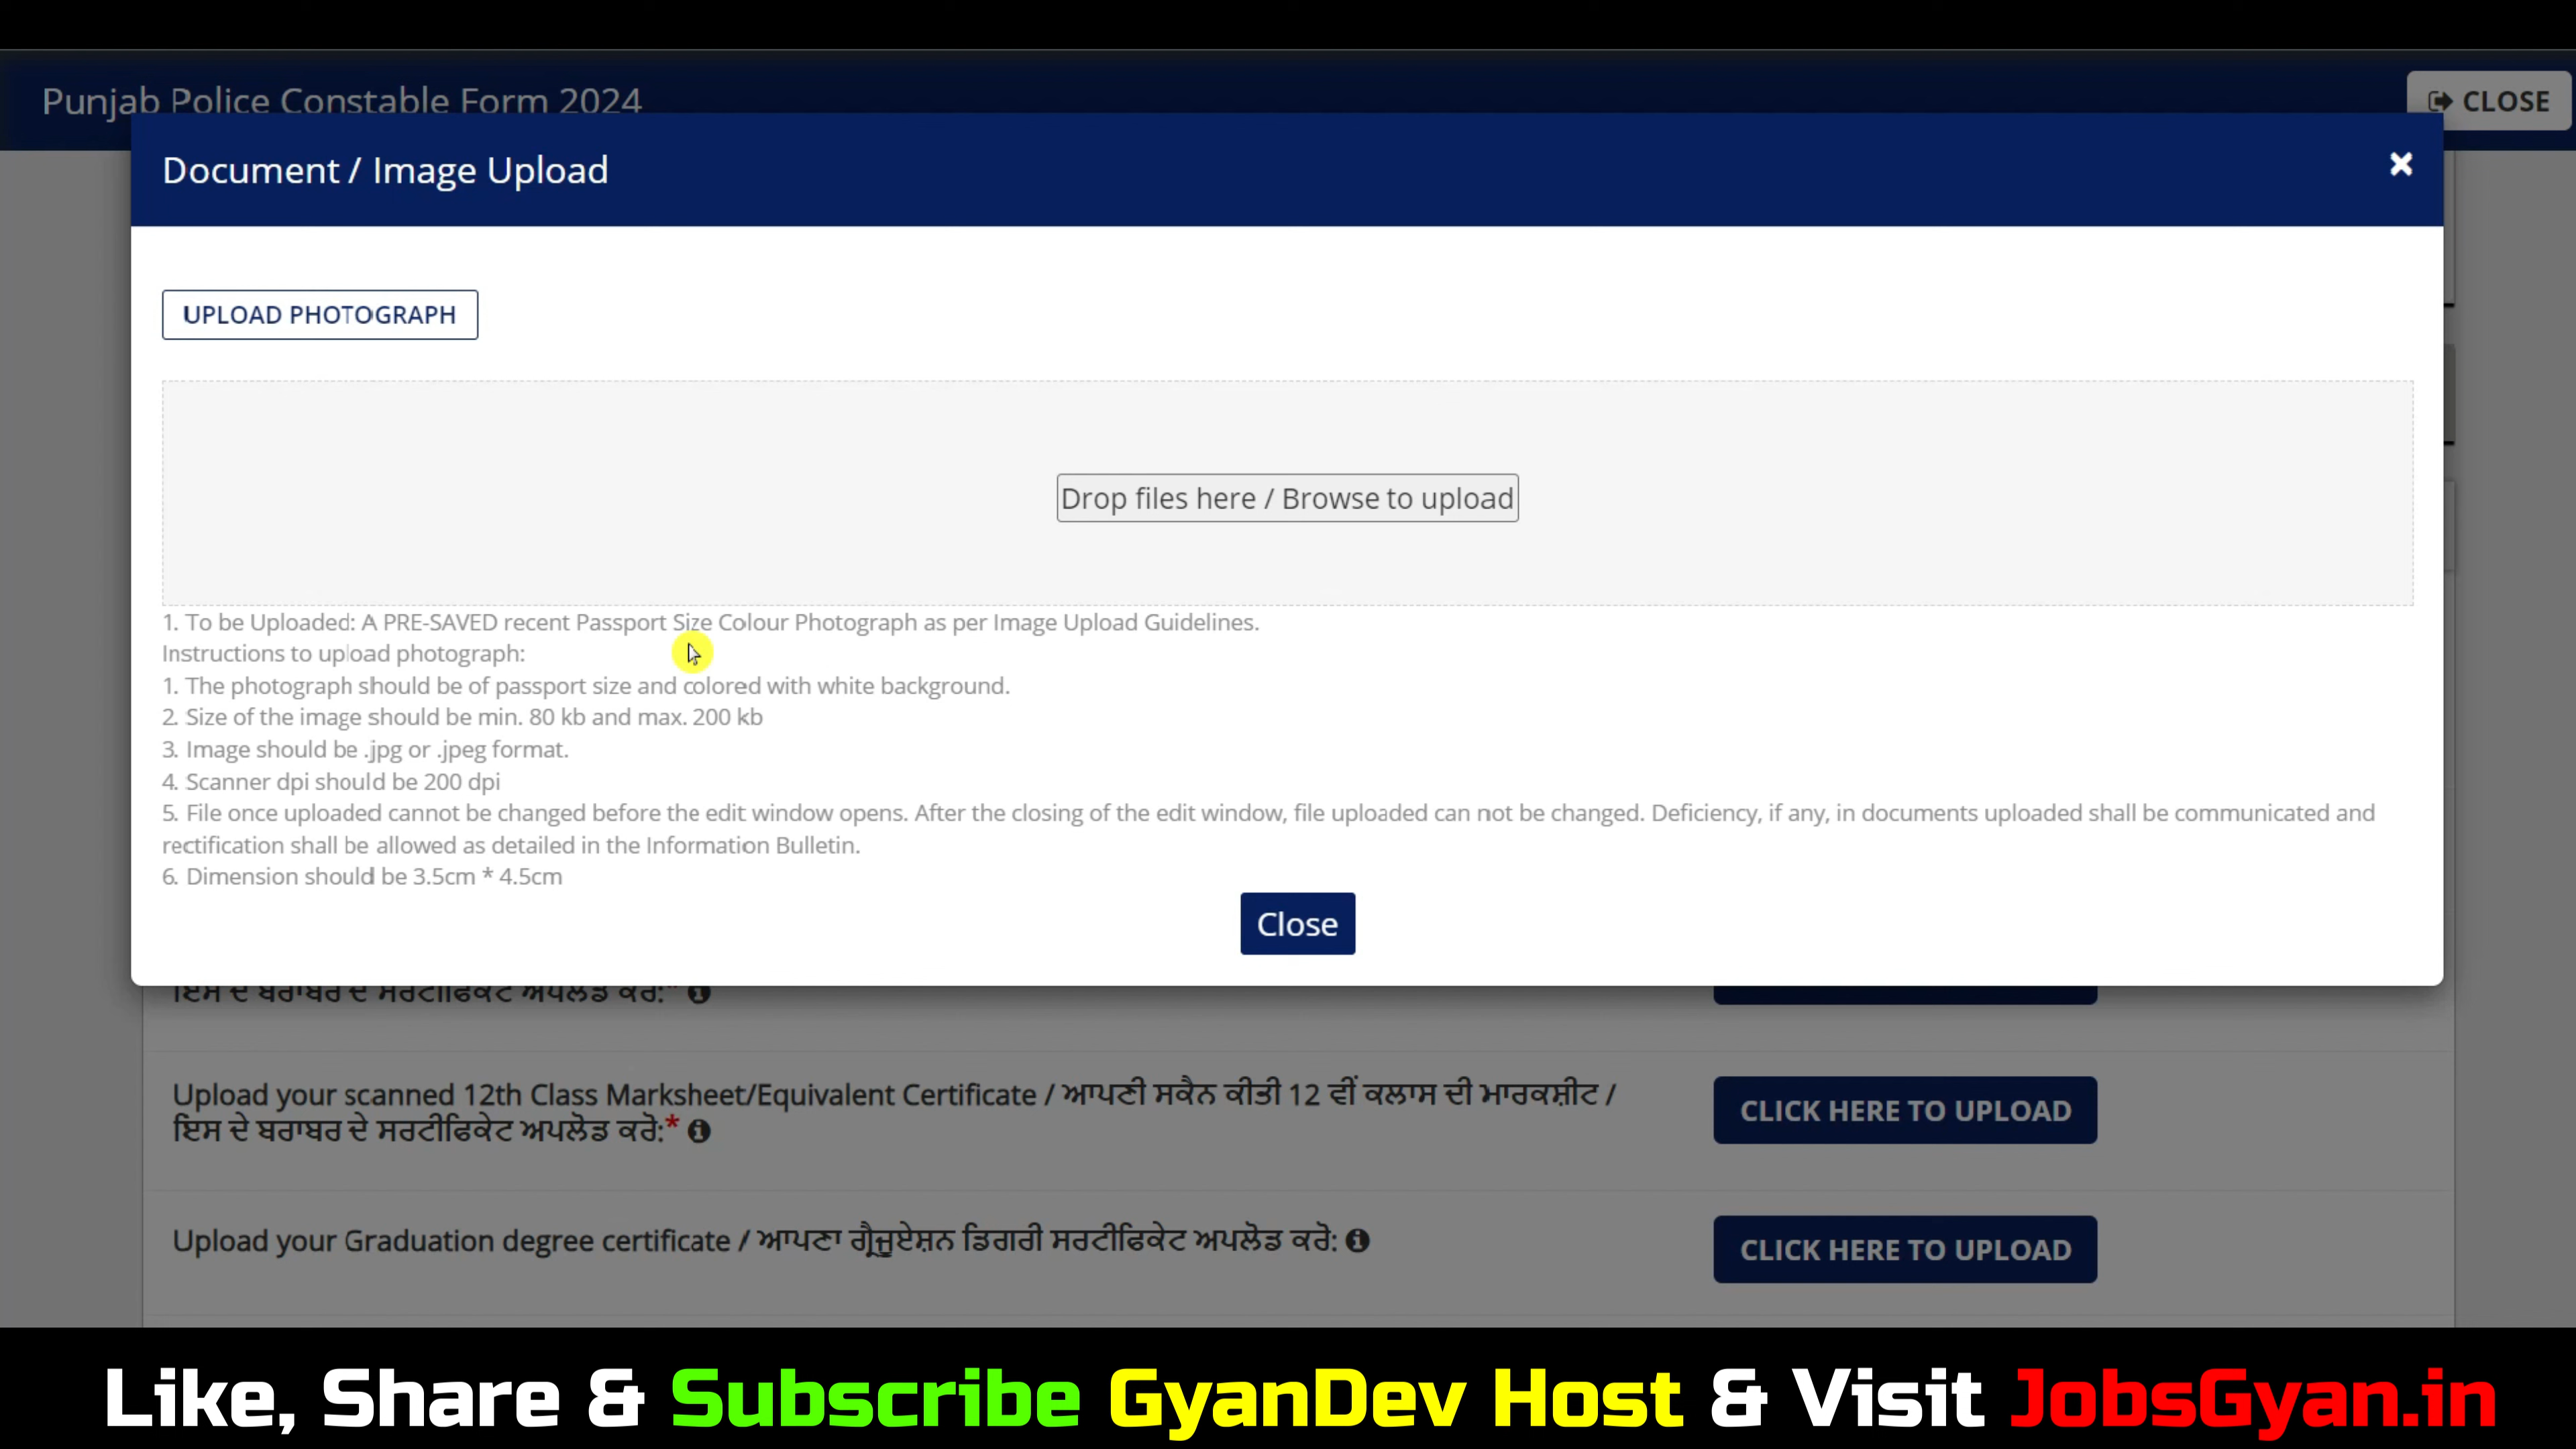 Punjab Police Constable Form 2024
CLOSE
Document / Image Upload
UPLOAD PHOTOGRAPH
Drop files here / Browse to upload
1. To be Uploaded: A PRE-SAVED recent Passport Size Colour Photograph as per Image Upload Guidelines.
Instructions to upload photograph:
1. The photograph should be of passport size and colored with white background.
2. Size of the image should be min. 80 kb and max. 200 kb
3. Image should be .jpg or .jpeg format.
4. Scanner dpi should be 200 dpi
5. File once uploaded cannot be changed before the edit window opens. After the closing of the edit window, file uploaded can not be changed. Deficiency, if any, in documents uploaded shall be communicated and
rectification shall be allowed as detailed in the Information Bulletin.
6. Dimension should be 3.5cm * 4.5cm
Close
ਇਸ ਦੇ ਬਰਾਬਰ ਦੇ ਸਰਟੀਫਿਕੇਟ ਅਪਲੋਡ ਕਰੋ:*
Upload your scanned 12th Class Marksheet/Equivalent Certificate / ਆਪਣੀ ਸਕੈਨ ਕੀਤੀ 12 ਵੀਂ ਕਲਾਸ ਦੀ ਮਾਰਕਸ਼ੀਟ /
ਇਸ ਦੇ ਬਰਾਬਰ ਦੇ ਸਰਟੀਫਿਕੇਟ ਅਪਲੋਡ ਕਰੋ:*
CLICK HERE TO UPLOAD
Upload your Graduation degree certificate / ਆਪਣਾ ਗ੍ਰੈਜੂਏਸ਼ਨ ਡਿਗਰੀ ਸਰਟੀਫਿਕੇਟ ਅਪਲੋਡ ਕਰੋ:
CLICK HERE TO UPLOAD
Like, Share & Subscribe GyanDev Host & Visit JobsGyan.in